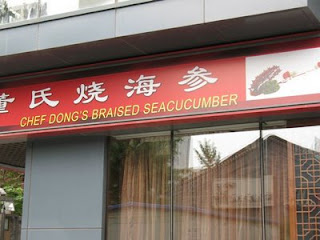 董氏烧海参
CHEF DONG'S BRAISED SEACUCUMBER